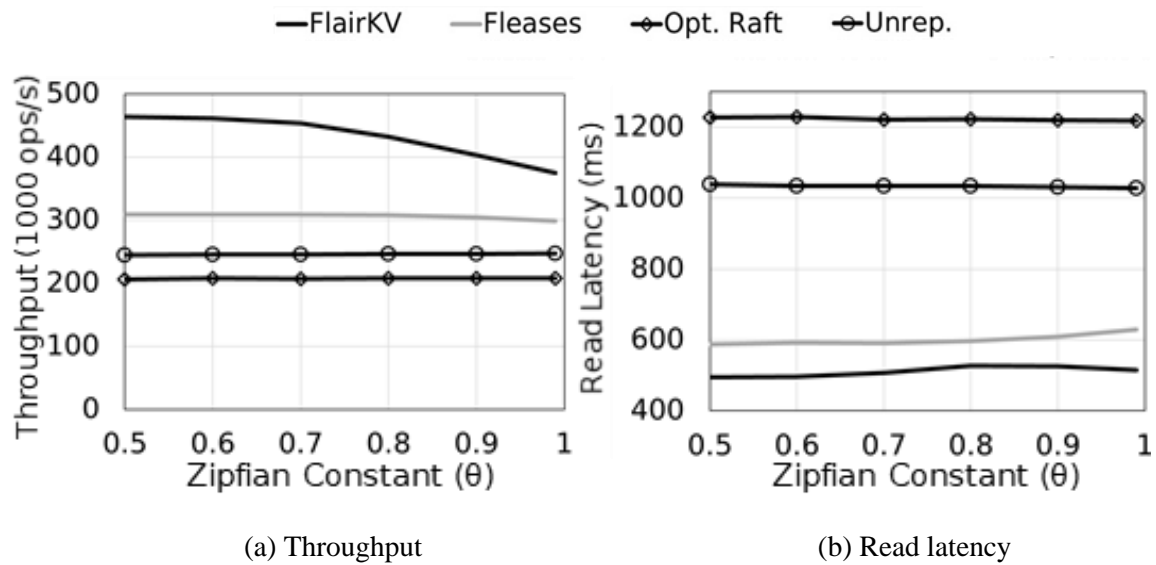 FlairKV Fleases Opt. Raft Unrep.
Throughput (1000 ops/s)
500
400
300
200
100
0
0.5 0.6 0.7 0.8 0.9 1
Zipfian Constant (θ)
(a) Throughput
Read Latency (ms)
1200
1000
800
600
400
0.5 0.6 0.7 0.8 0.9 1
Zipfian Constant (θ)
(b) Read latency